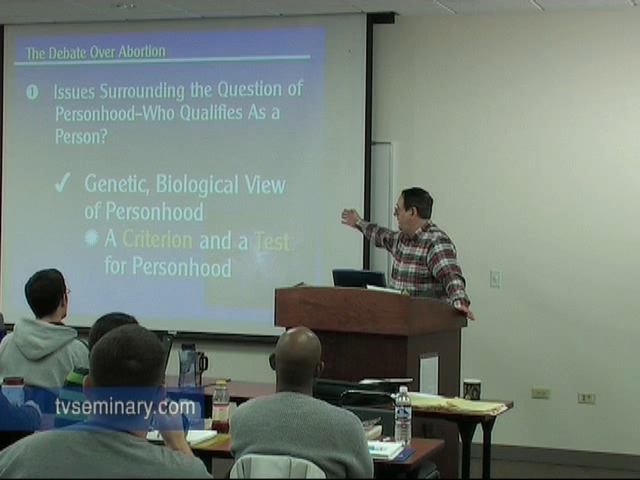 The Debate Over Abortion
1 Issues Surrounding the Question of
Personhood–Who Qualifies As a
Person?
✓ Genetic, Biological View
of Personhood
A Criterion and a Test
for Personhood
tvseminary.com